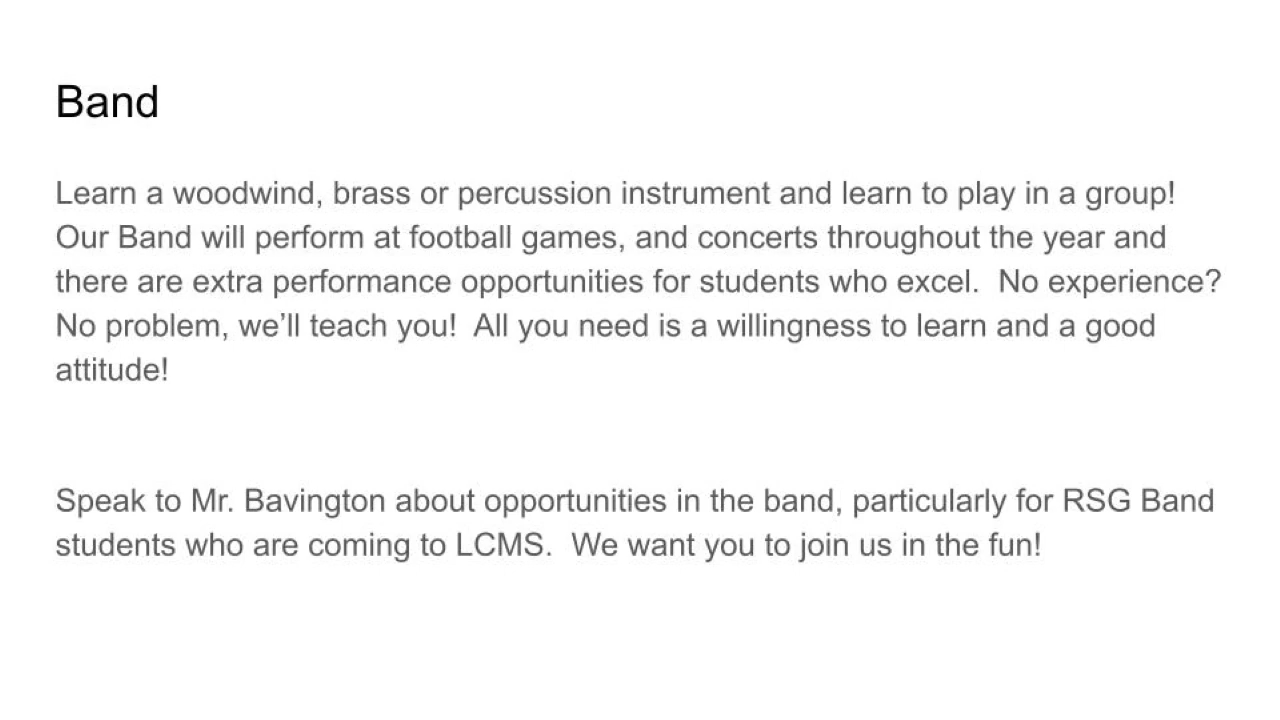 Band
Learn a woodwind, brass or percussion instrument and learn to play in a group!
Our Band will perform at football games, and concerts throughout the year and
there are extra performance opportunities for students who excel.  No experience?
No problem, we’ll teach you!  All you need is a willingness to learn and a good
attitude!
Speak to Mr. Bavington about opportunities in the band, particularly for RSG Band
students who are coming to LCMS.  We want you to join us in the fun!